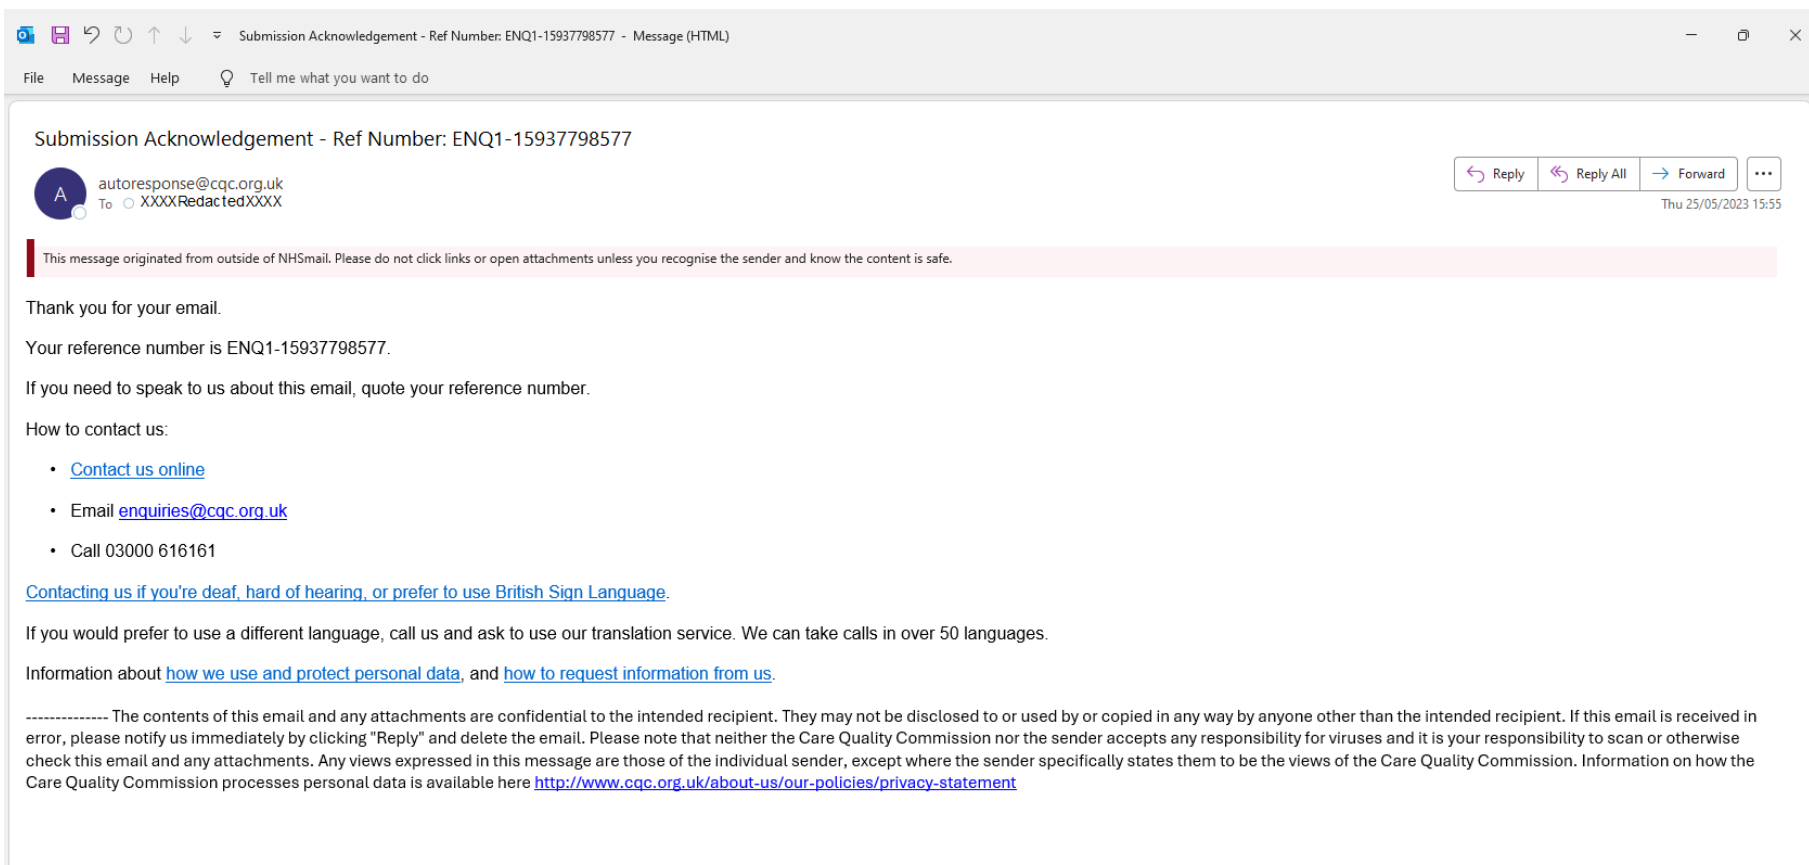 Submission Acknowledgement - Ref Number: ENQ1-15937798577 - Message (HTML)
File Message Help Tell me what you want to do
Submission Acknowledgement - Ref Number: ENQ1-15937798577
A
autoresponse@cqc.org.uk
To XXXXRedactedXXXX
Reply Reply All Forward
Thu 25/05/2023 15:55
This message originated from outside of NHSmail. Please do not click links or open attachments unless you recognise the sender and know the content is safe.
Thank you for your email.
Your reference number is ENQ1-15937798577.
If you need to speak to us about this email, quote your reference number.
How to contact us:
• Contact us online
• Email enquiries@cqc.org.uk
• Call 03000 616161
Contacting us if you're deaf, hard of hearing, or prefer to use British Sign Language.
If you would prefer to use a different language, call us and ask to use our translation service. We can take calls in over 50 languages.
Information about how we use and protect personal data, and how to request information from us.
-------------- The contents of this email and any attachments are confidential to the intended recipient. They may not be disclosed to or used by or copied in any way by anyone other than the intended recipient. If this email is received in
error, please notify us immediately by clicking "Reply" and delete the email. Please note that neither the Care Quality Commission nor the sender accepts any responsibility for viruses and it is your responsibility to scan or otherwise
check this email and any attachments. Any views expressed in this message are those of the individual sender, except where the sender specifically states them to be the views of the Care Quality Commission. Information on how the
Care Quality Commission processes personal data is available here http://www.cqc.org.uk/about-us/our-policies/privacy-statement